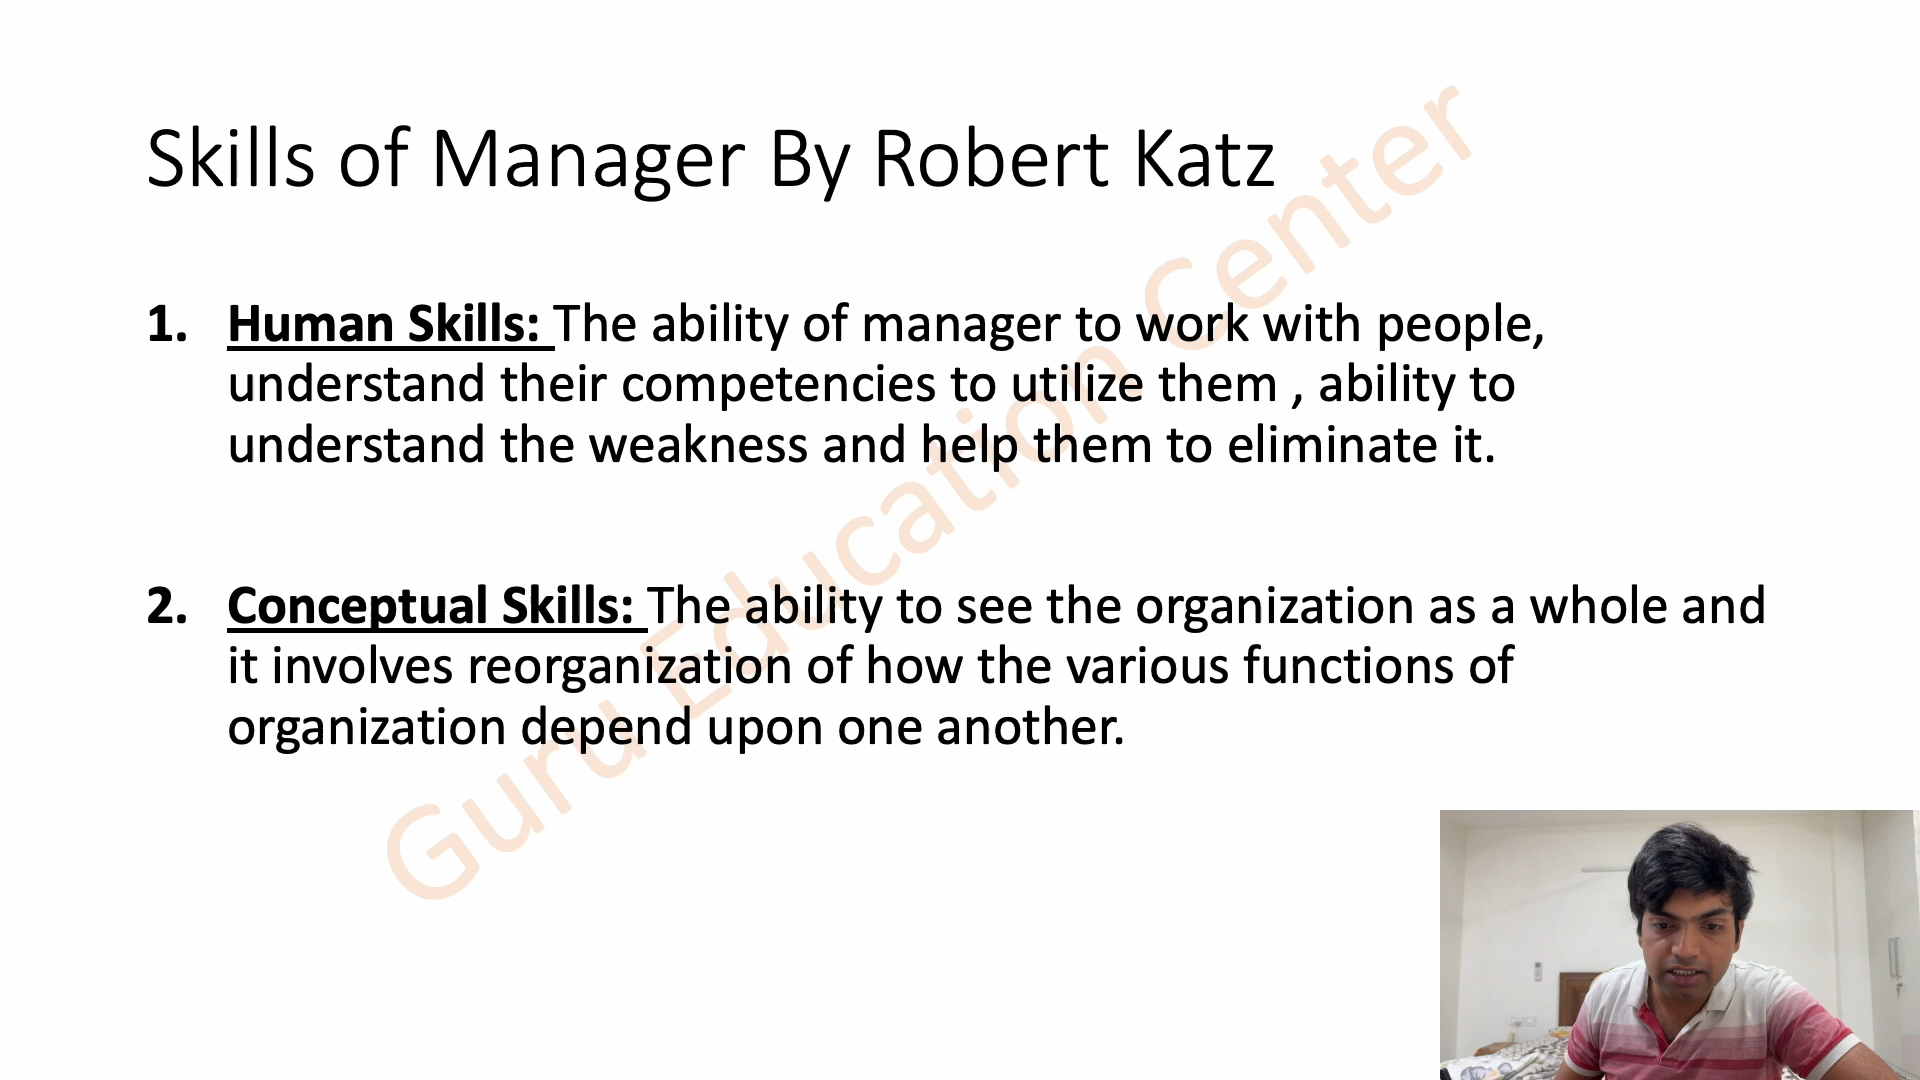 Skills of Manager By Robert Katz
1. Human Skills: The ability of manager to work with people,
understand their competencies to utilize them , ability to
understand the weakness and help them to eliminate it.
2. Conceptual Skills: The ability to see the organization as a whole and
it involves reorganization of how the various functions of
organization depend upon one another.
Guru Education Center